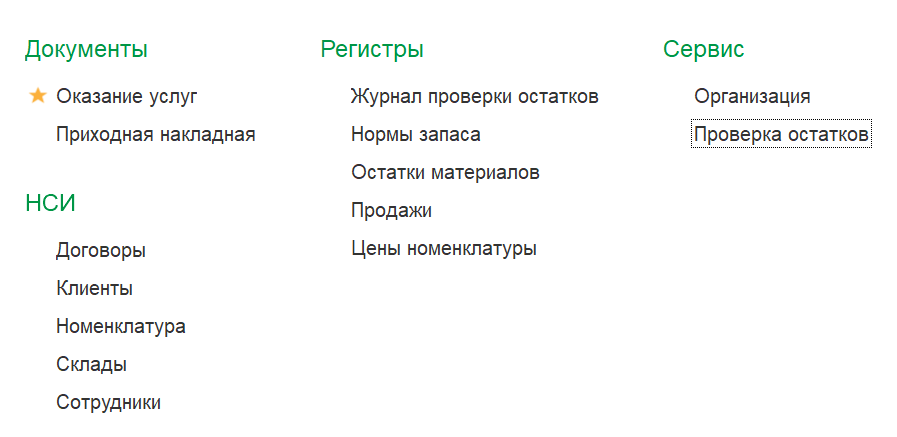 Документы
Оказание услуг
Приходная накладная
НСИ
Договоры
Клиенты
Номенклатура
Склады
Сотрудники
Регистры
Журнал проверки остатков
Нормы запаса
Остатки материалов
Продажи
Цены номенклатуры
Сервис
Организация
Проверка остатков